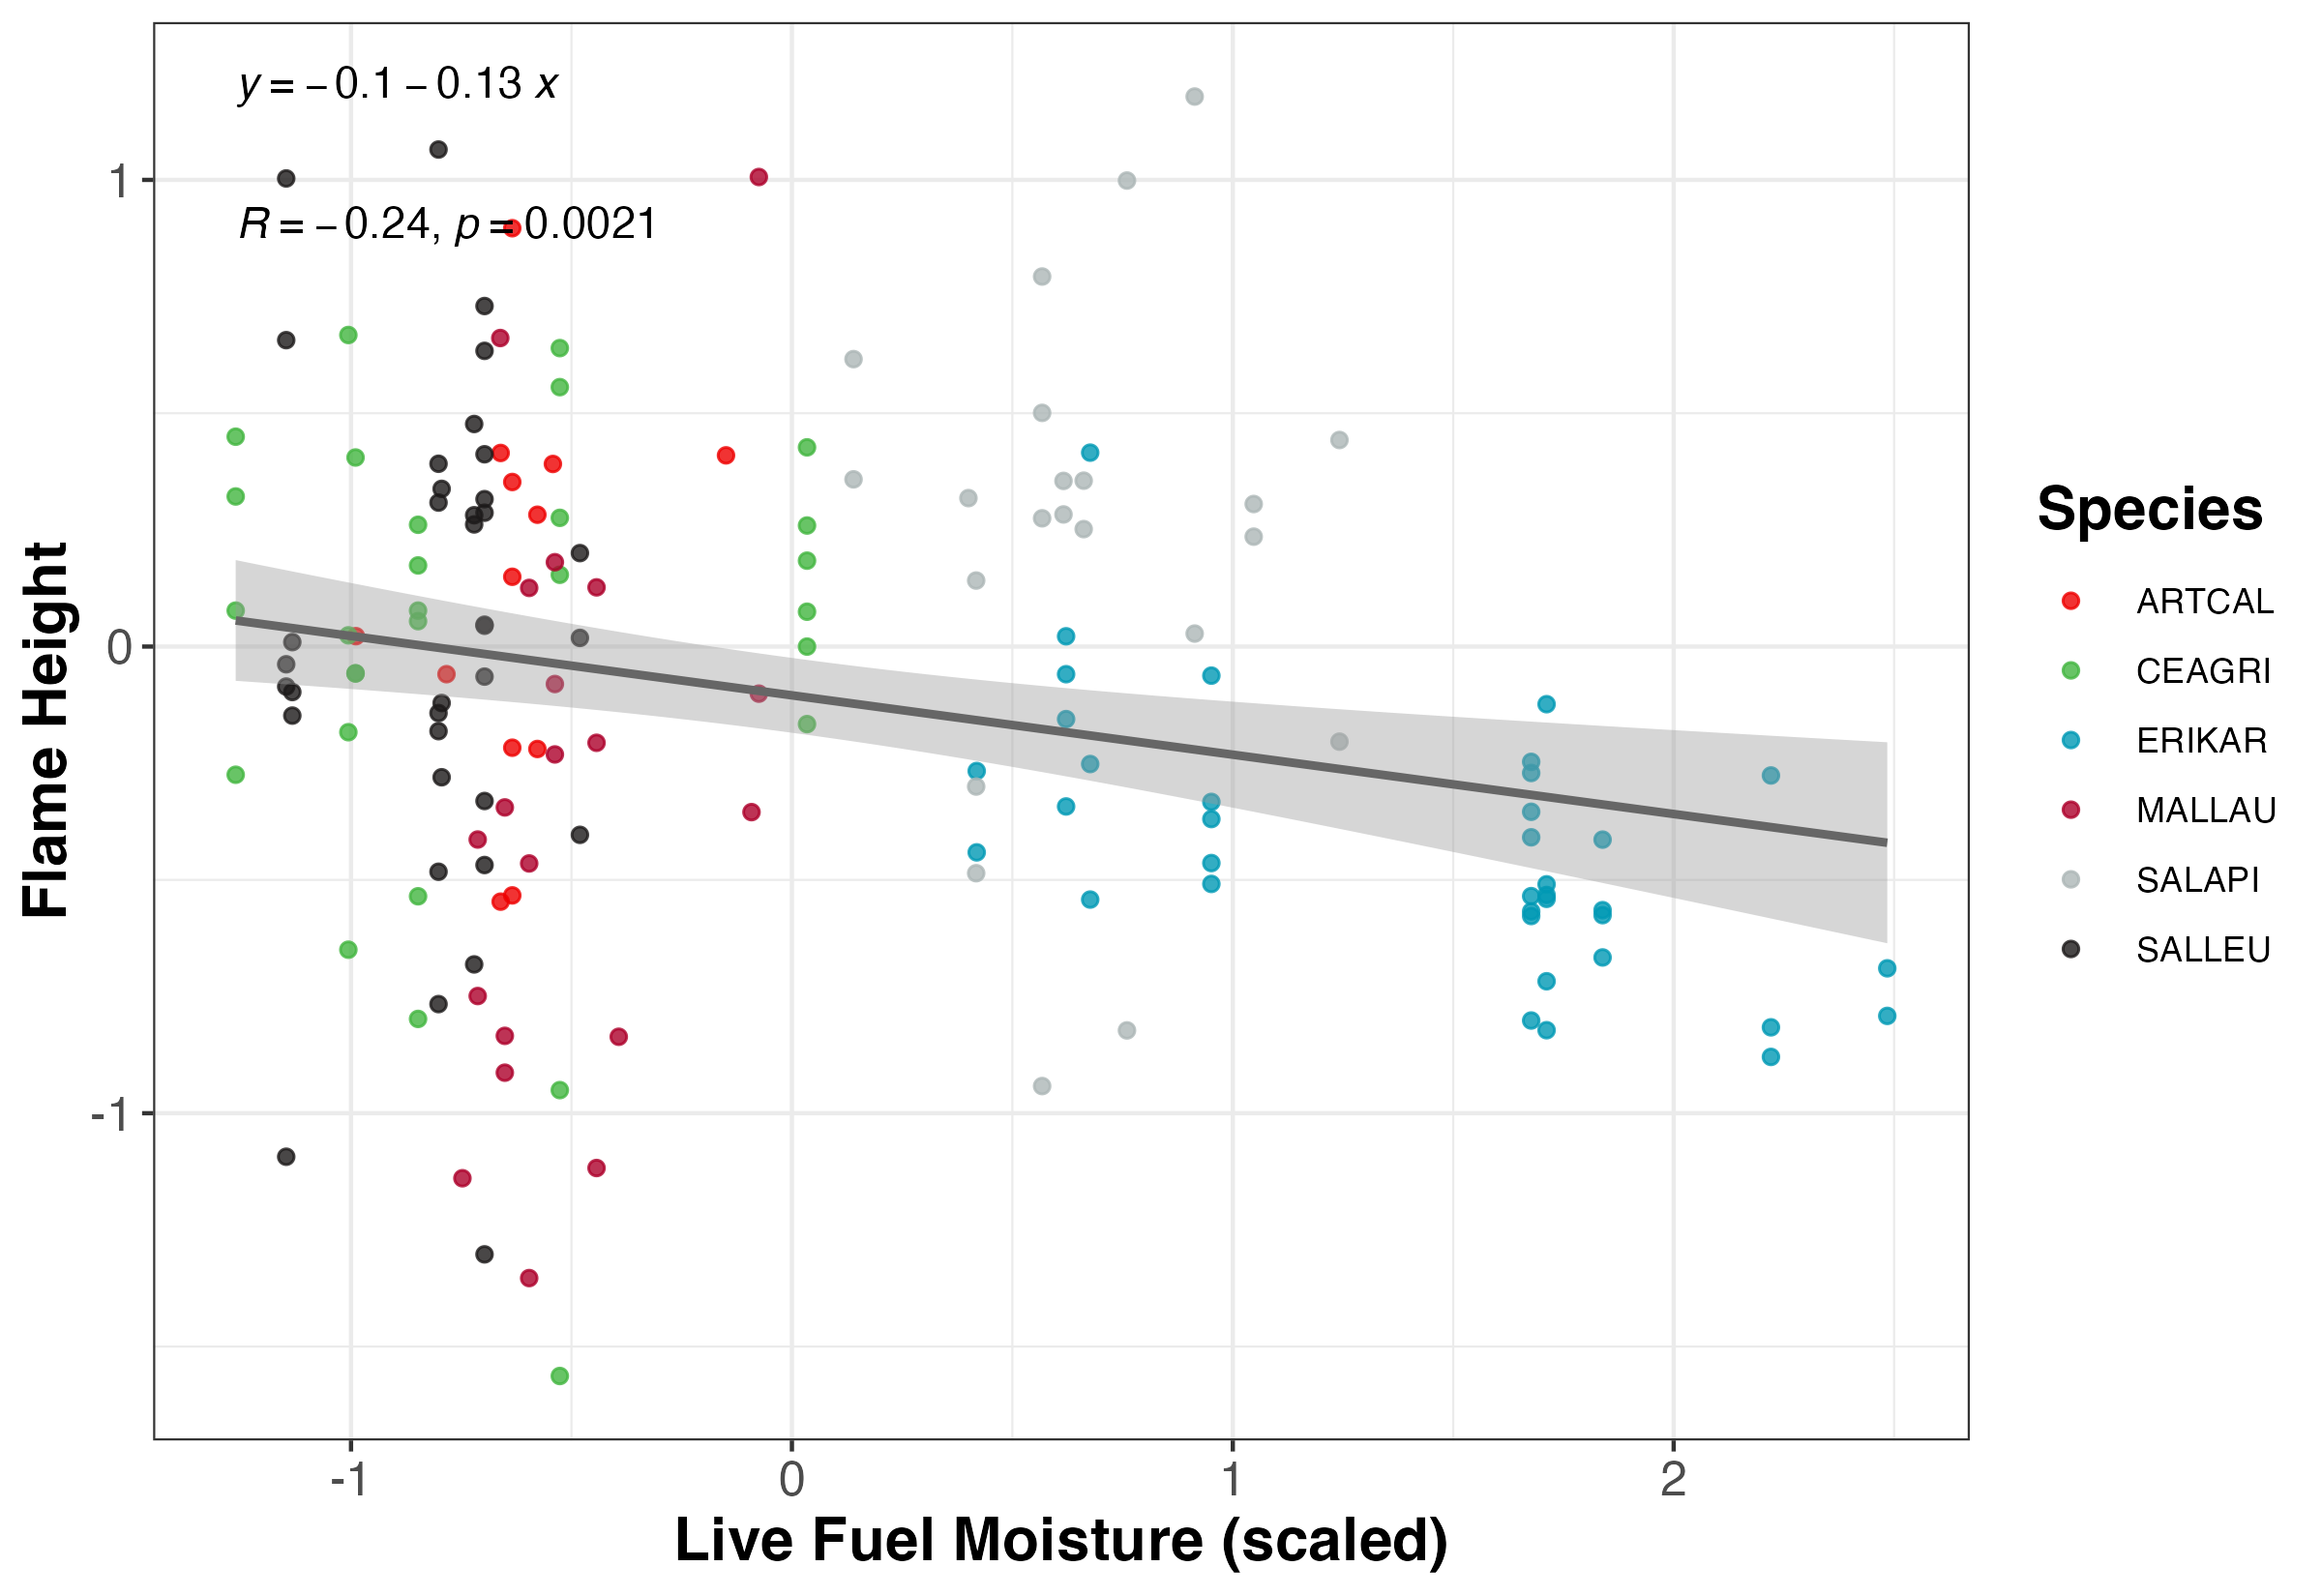 y = − 0.1 − 0.13 x
R = − 0.24, p = 0.0021
1
0
-1
Flame Height
-1 0 1 2
Live Fuel Moisture (scaled)
Species
ARTCAL
CEAGRI
ERIKAR
MALLAU
SALAPI
SALLEU